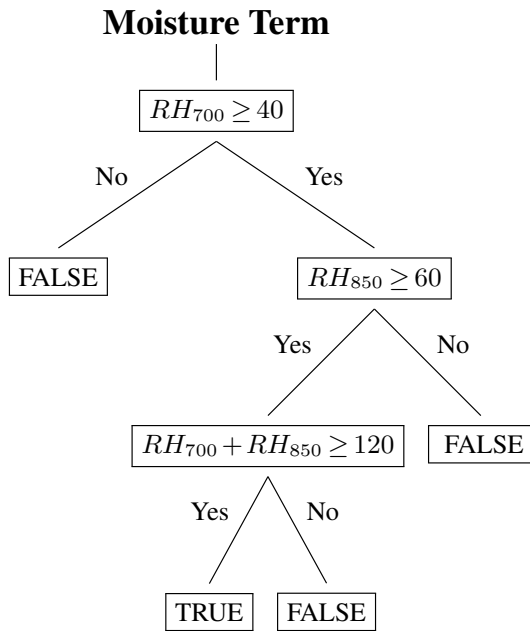 Moisture Term
RH₇₀₀ ≥ 40
No
Yes
FALSE
RH₈₅₀ ≥ 60
Yes
No
RH₇₀₀ + RH₈₅₀ ≥ 120
FALSE
Yes
No
TRUE
FALSE